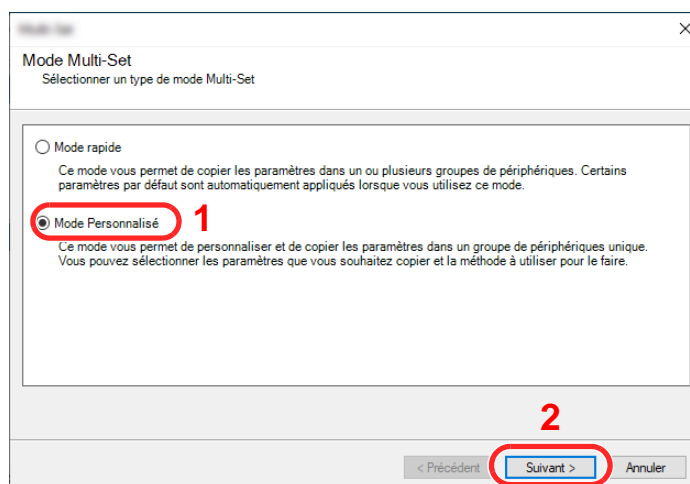 Mode Multi-Set
Sélectionner un type de mode Multi-Set
Mode rapide
Ce mode vous permet de copier les paramètres dans un ou plusieurs groupes de périphériques. Certains
paramètres par défaut sont automatiquement appliqués lorsque vous utilisez ce mode.
Mode Personnalisé
1
Ce mode vous permet de personnaliser et de copier les paramètres dans un groupe de périphériques unique.
Vous pouvez sélectionner les paramètres que vous souhaitez copier et la méthode à utiliser pour le faire.
2
< Précédent Suivant > Annuler